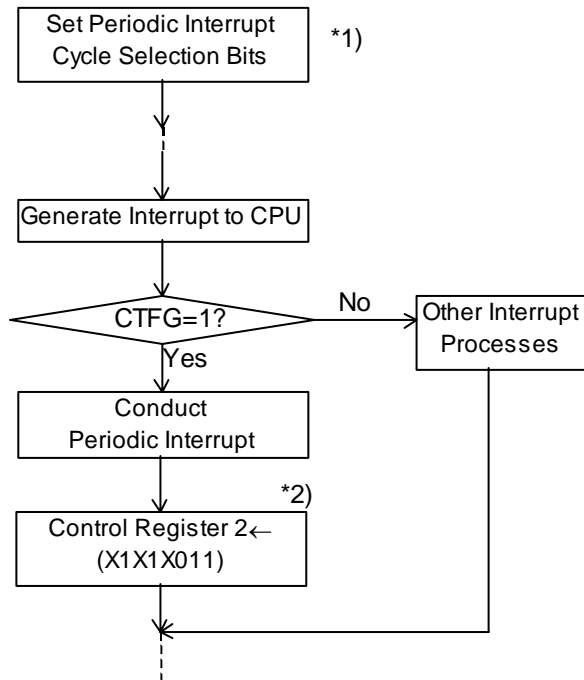 Set Periodic Interrupt
Cycle Selection Bits
*1)
Generate Interrupt to CPU
CTFG=1?
No
Other Interrupt
Processes
Yes
Conduct
Periodic Interrupt
*2)
Control Register 2←
(X1X1X011)